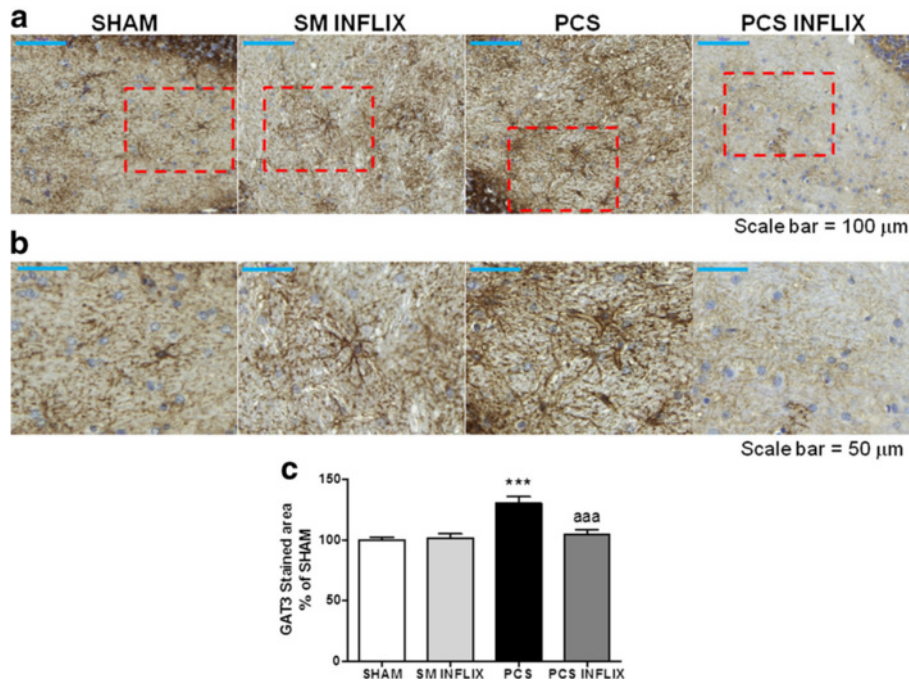 a
SHAM SM INFLIX PCS PCS INFLIX
Scale bar = 100 μm
b
Scale bar = 50 μm
c
GAT3 Stained area
% of SHAM
150
100
50
0
***
aaa
SHAM SM INFLIX PCS PCS INFLIX